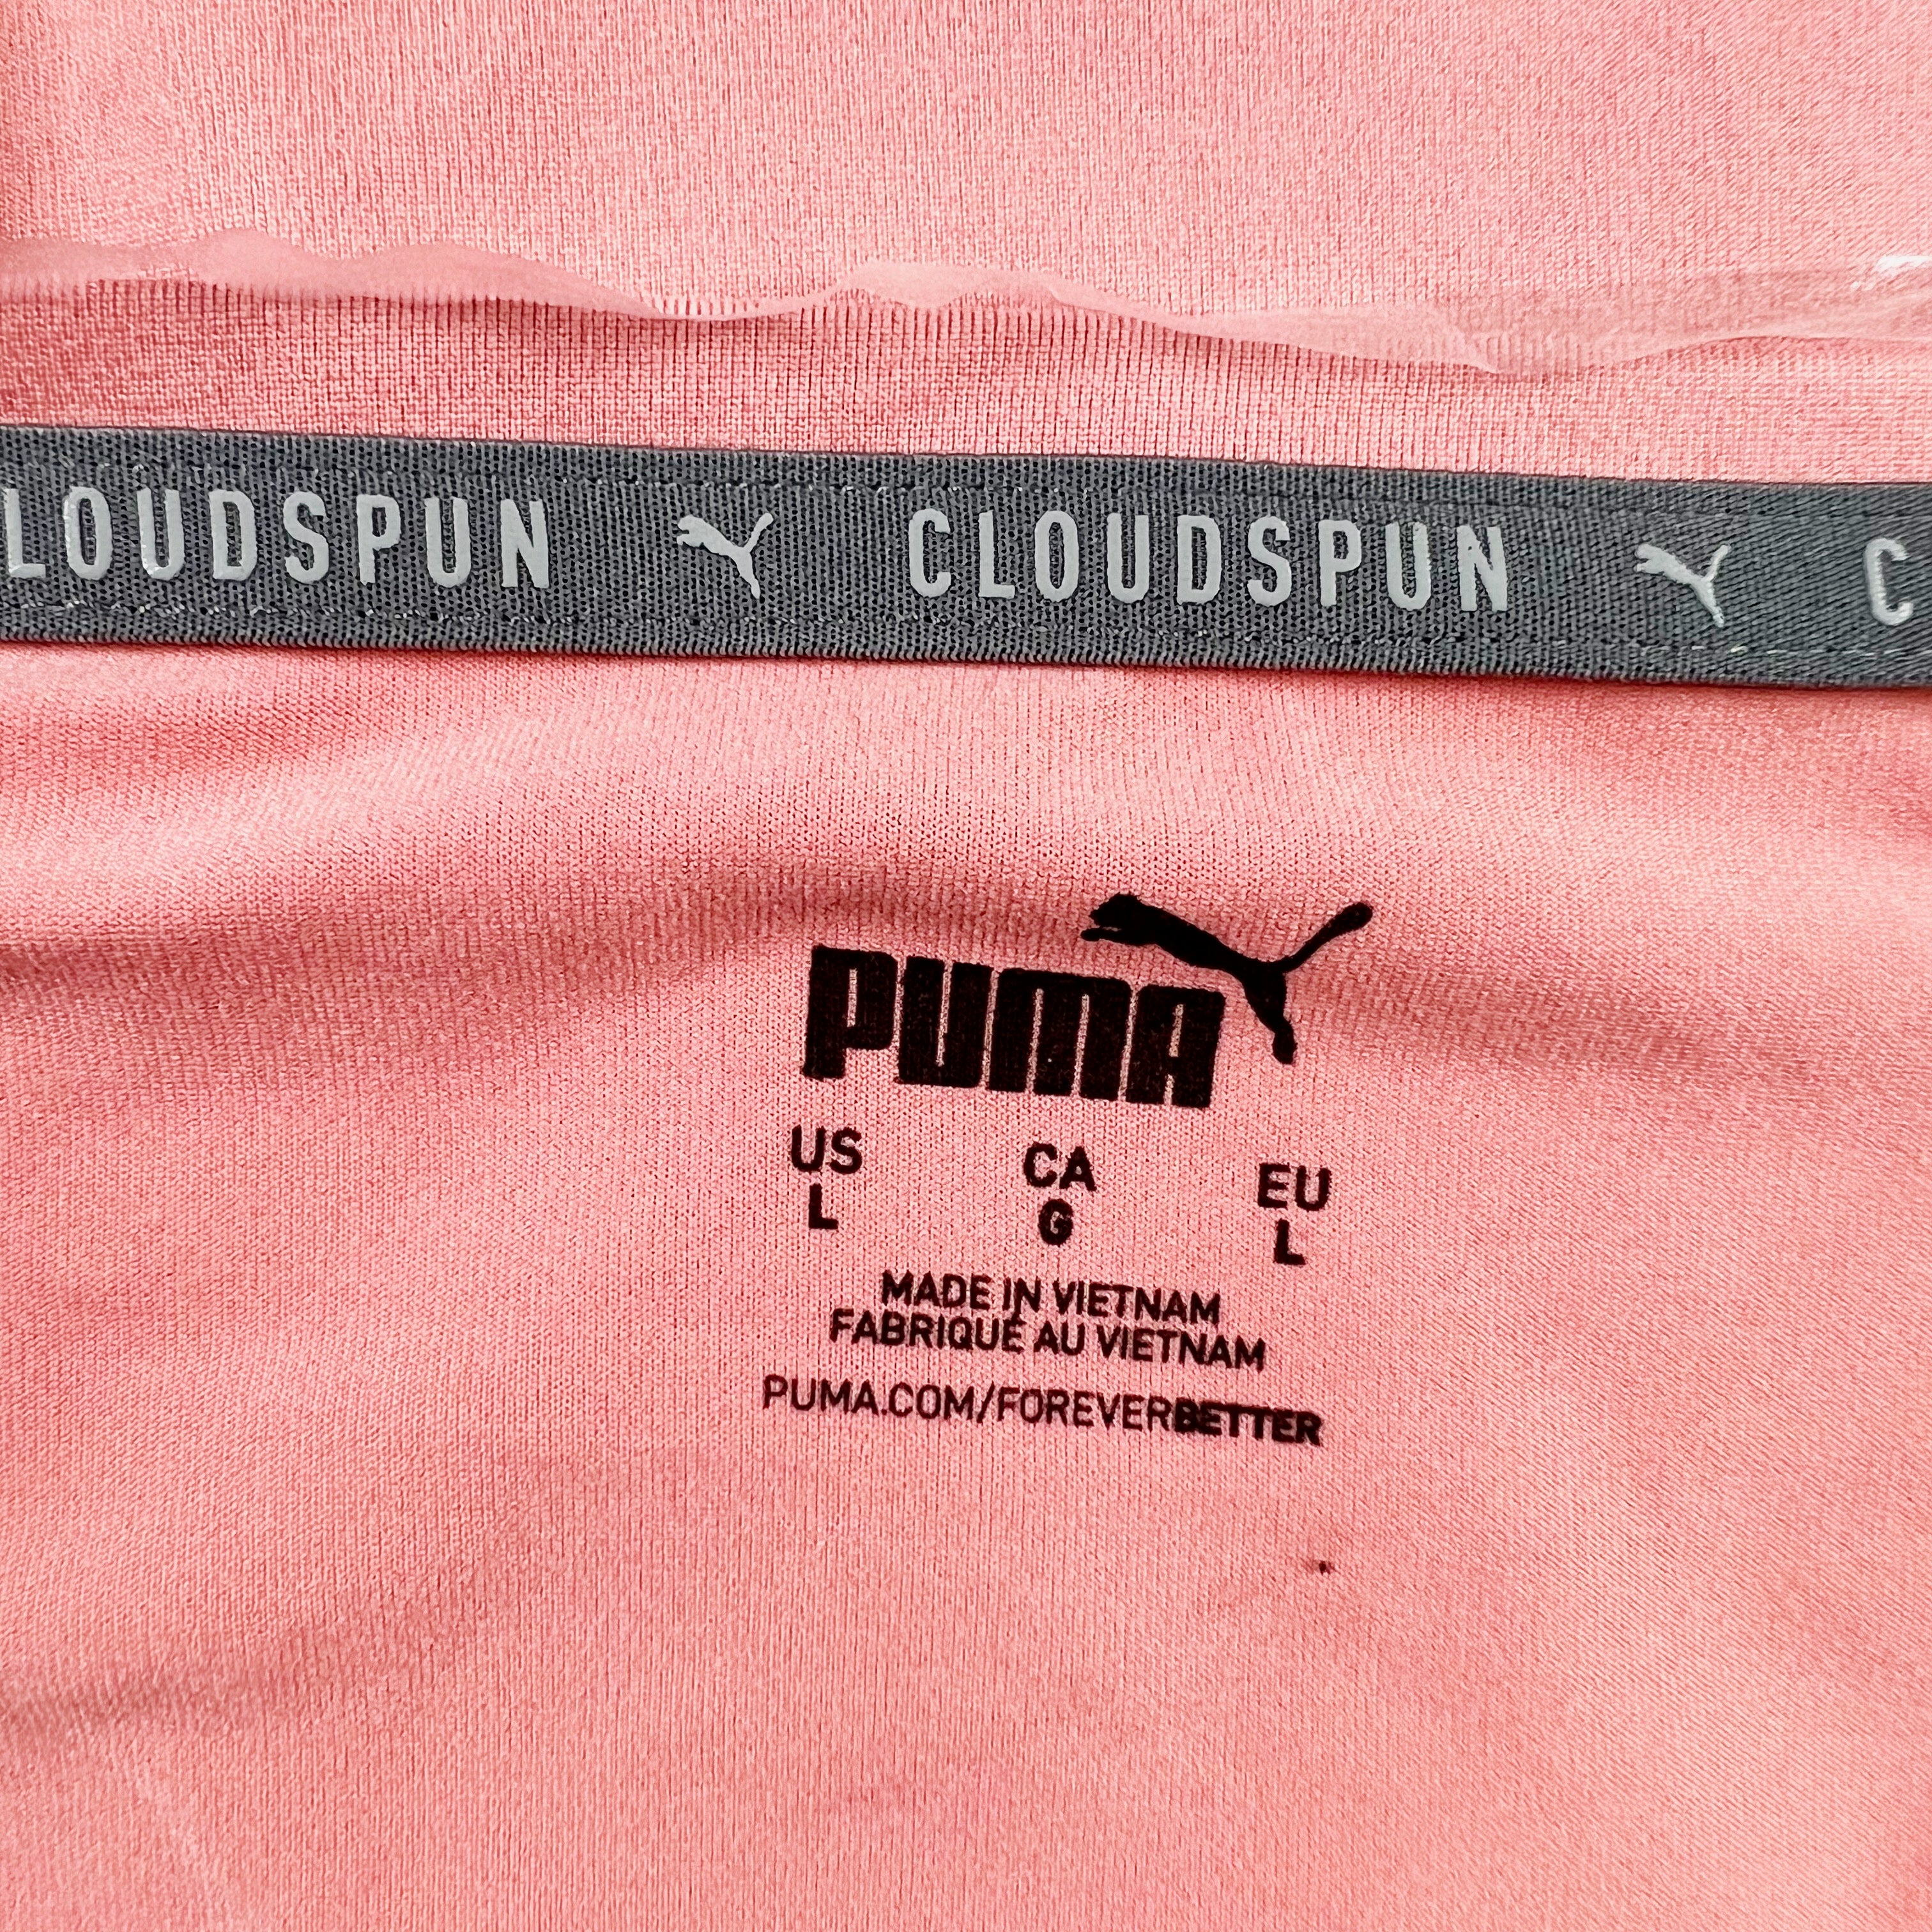 LOUDSPUN CLOUDSPUN C
PUMA
US CA EU
L G L
MADE IN VIETNAM
FABRIQUÉ AU VIETNAM
PUMA.COM/FOREVERBETTER